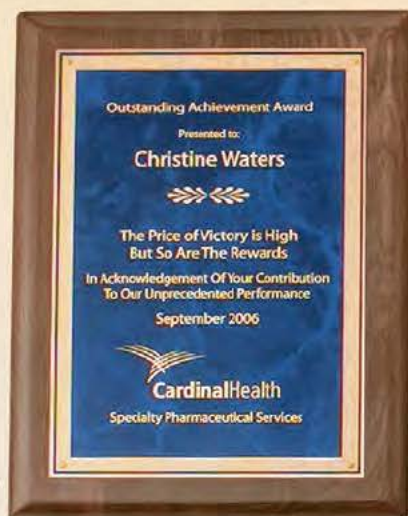 Outstanding Achievement Award
Presented to:
Christine Waters
The Price of Victory is High
But So Are The Rewards
In Acknowledgement Of Your Contribution
To Our Unprecedented Performance
September 2006
CardinalHealth
Specialty Pharmaceutical Services